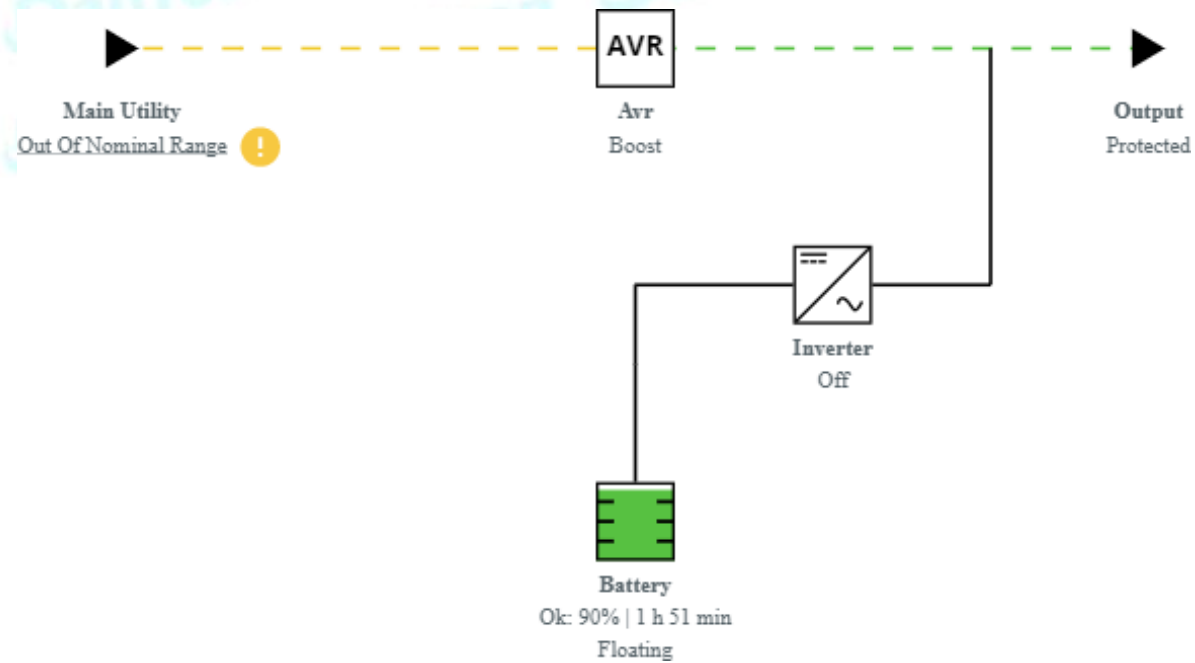 AVR
Main Utility
Out Of Nominal Range !
Avr
Boost
Output
Protected
Inverter
Off
Battery
Ok: 90% | 1 h 51 min
Floating